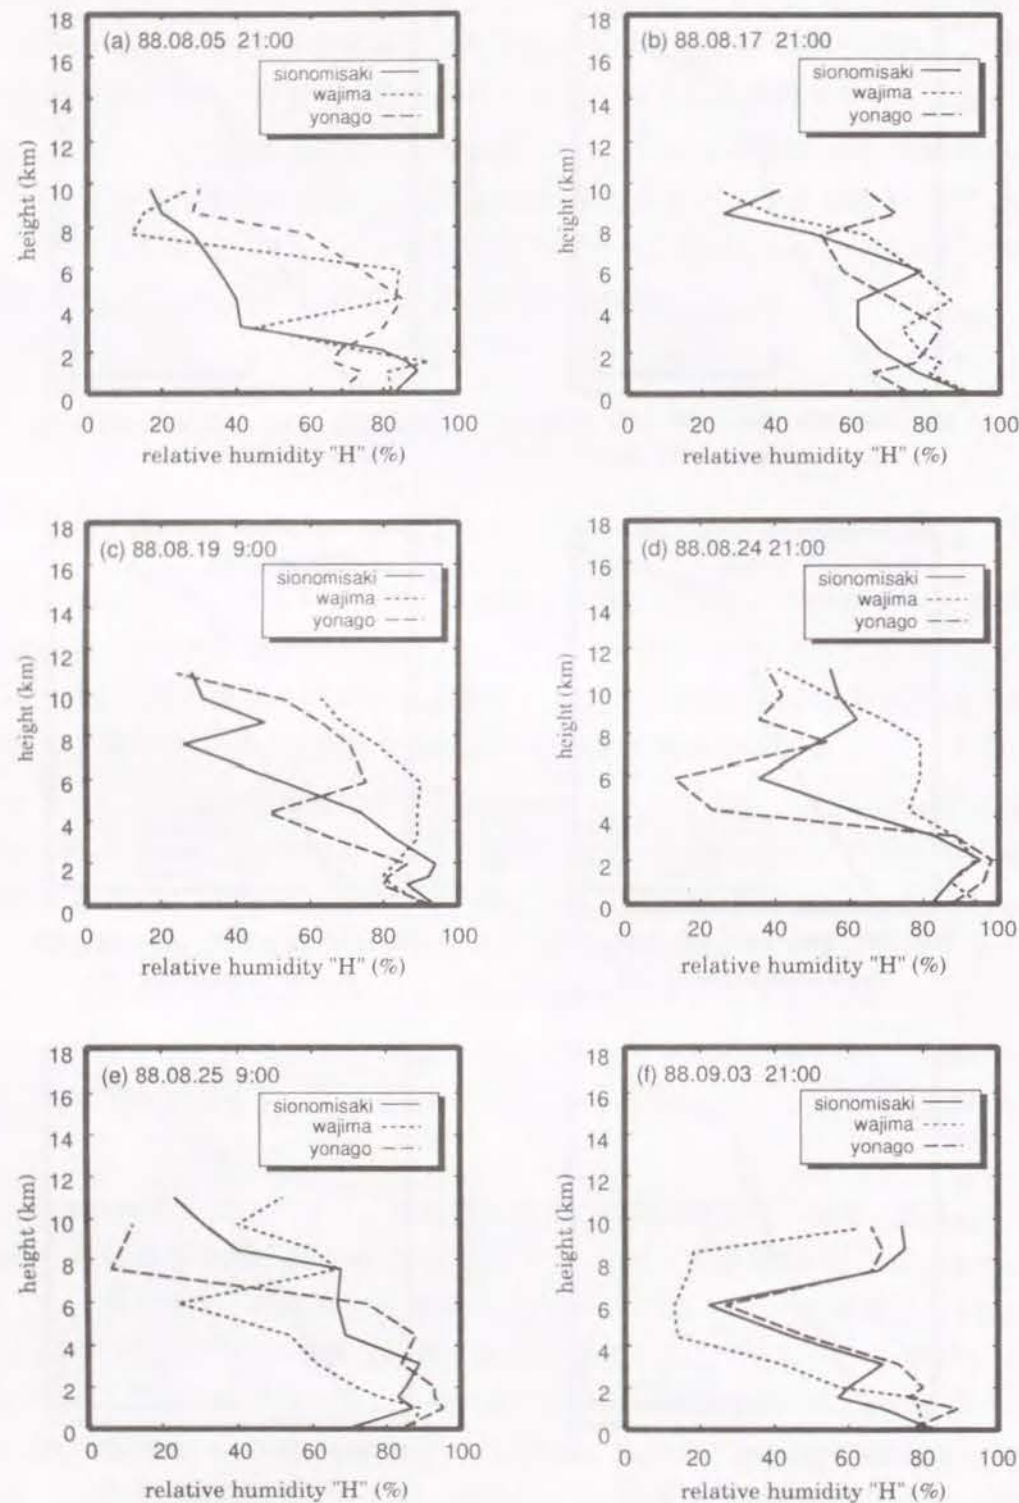 (a) 88.08.05 21:00
sionomisaki
wajima
yonago
18
16
14
12
10
8
6
4
2
0
height (km)
0 20 40 60 80 100
relative humidity "H" (%)
(b) 88.08.17 21:00
sionomisaki
wajima
yonago
18
16
14
12
10
8
6
4
2
0
height (km)
0 20 40 60 80 100
relative humidity "H" (%)
(c) 88.08.19 9:00
sionomisaki
wajima
yonago
18
16
14
12
10
8
6
4
2
0
height (km)
0 20 40 60 80 100
relative humidity "H" (%)
(d) 88.08.24 21:00
sionomisaki
wajima
yonago
18
16
14
12
10
8
6
4
2
0
height (km)
0 20 40 60 80 100
relative humidity "H" (%)
(e) 88.08.25 9:00
sionomisaki
wajima
yonago
18
16
14
12
10
8
6
4
2
0
height (km)
0 20 40 60 80 100
relative humidity "H" (%)
(f) 88.09.03 21:00
sionomisaki
wajima
yonago
18
16
14
12
10
8
6
4
2
0
height (km)
0 20 40 60 80 100
relative humidity "H" (%)